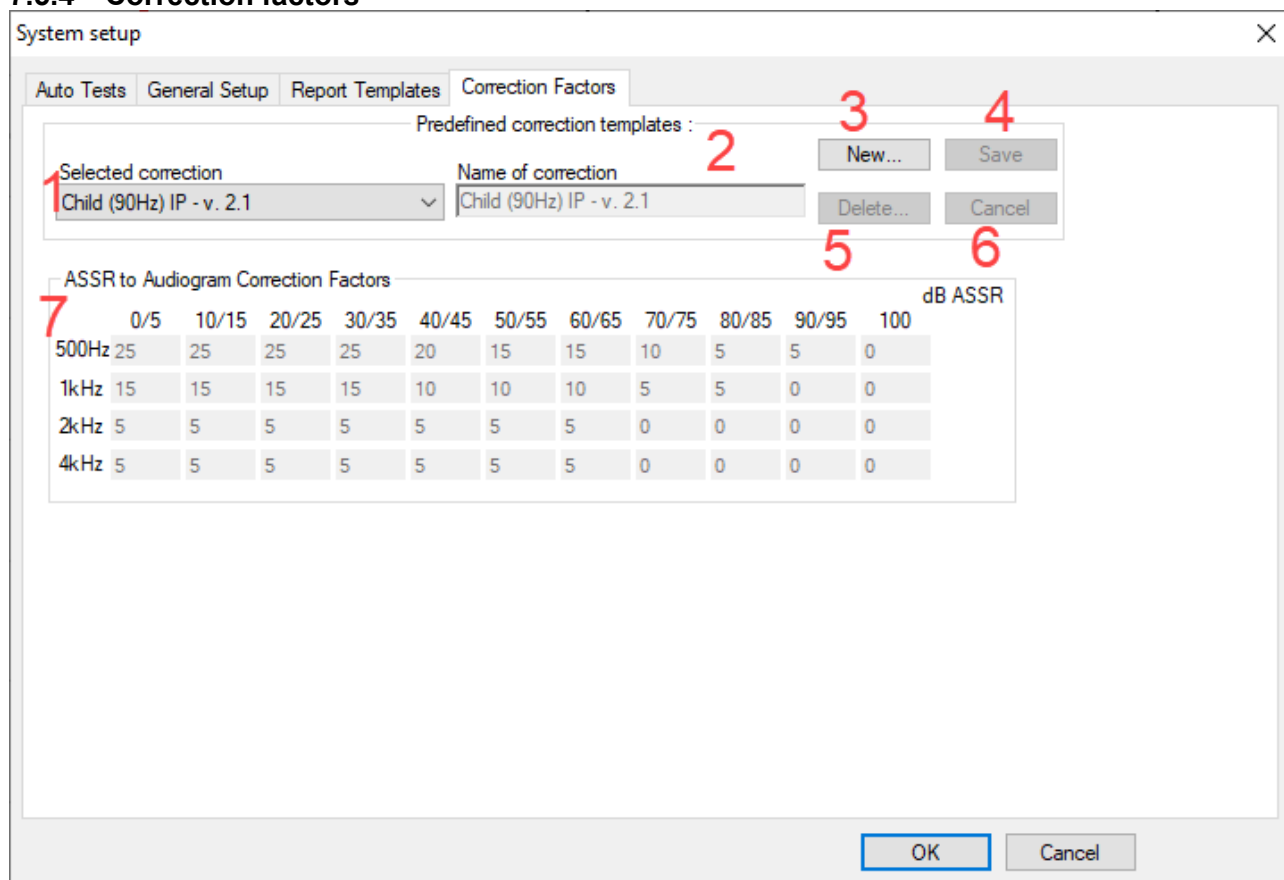 7.3.4 Correction factors
System setup
Auto Tests General Setup Report Templates Correction Factors
Predefined correction templates :
3 4
2
New... Save
Selected correction Name of correction
1
Child (90Hz) IP - v. 2.1 Child (90Hz) IP - v. 2.1
Delete... Cancel
5 6
ASSR to Audiogram Correction Factors
dB ASSR
7
0/5 10/15 20/25 30/35 40/45 50/55 60/65 70/75 80/85 90/95 100
500Hz 25 25 25 25 20 15 15 10 5 5 0
1kHz 15 15 15 15 10 10 10 5 5 0 0
2kHz 5 5 5 5 5 5 5 0 0 0 0
4kHz 5 5 5 5 5 5 5 0 0 0 0
OK Cancel